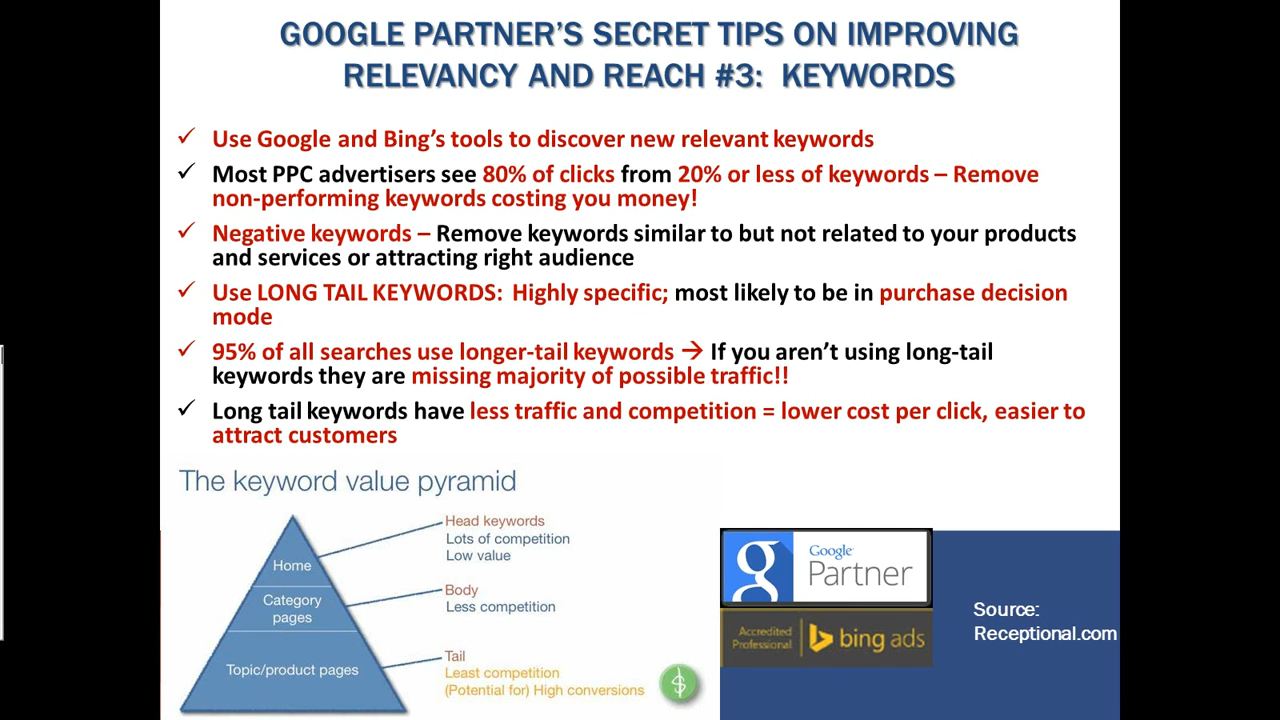 GOOGLE PARTNER'S SECRET TIPS ON IMPROVING
RELEVANCY AND REACH #3: KEYWORDS
✓ Use Google and Bing's tools to discover new relevant keywords
✓ Most PPC advertisers see 80% of clicks from 20% or less of keywords – Remove
non-performing keywords costing you money!
✓ Negative keywords – Remove keywords similar to but not related to your products
and services or attracting right audience
✓ Use LONG TAIL KEYWORDS: Highly specific; most likely to be in purchase decision
mode
✓ 95% of all searches use longer-tail keywords → If you aren't using long-tail
keywords they are missing majority of possible traffic!!
✓ Long tail keywords have less traffic and competition = lower cost per click, easier to
attract customers
The keyword value pyramid
Home
Category
pages
Topic/product pages
Head keywords
Lots of competition
Low value
Body
Less competition
Tail
Least competition
(Potential for) High conversions
g
Google
Partner
Accredited
Professional
bing ads
Source:
Receptional.com